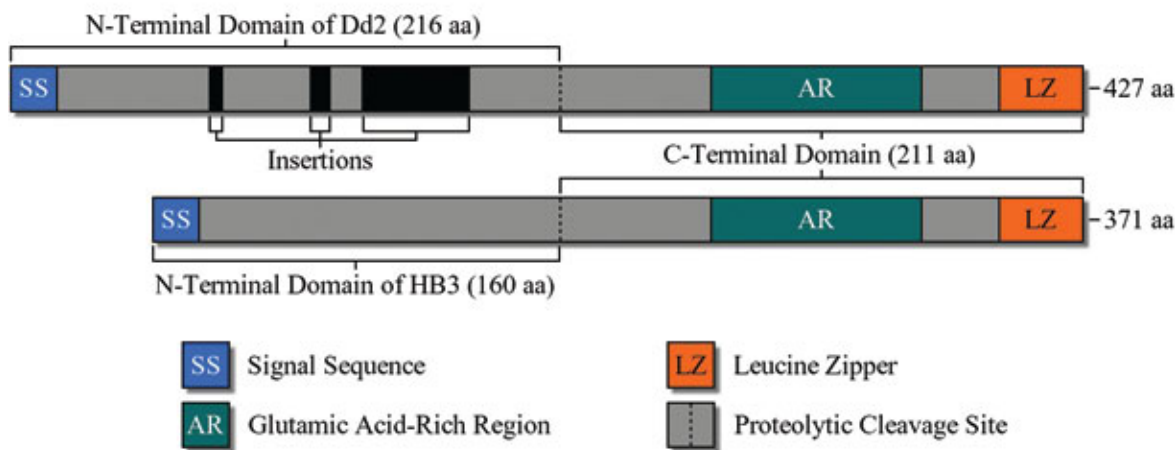 N-Terminal Domain of Dd2 (216 aa)
SS AR LZ 427 aa
Insertions C-Terminal Domain (211 aa)
SS AR LZ 371 aa
N-Terminal Domain of HB3 (160 aa)
SS Signal Sequence LZ Leucine Zipper
AR Glutamic Acid-Rich Region Proteolytic Cleavage Site